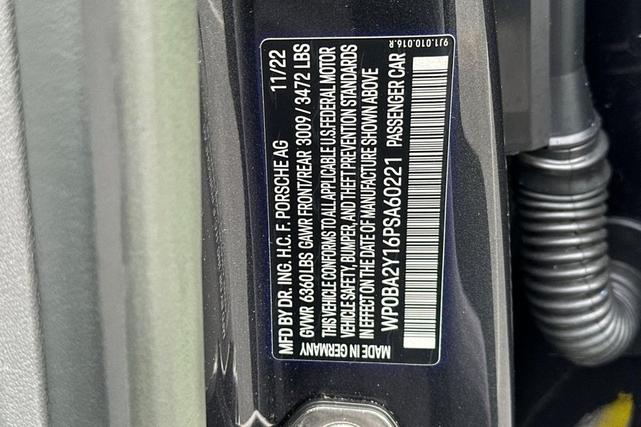 MFD BY DR. ING. H.C. F. PORSCHE AG 11/22
GVWR 6360LBS GAWR FRONT/REAR 3009/3472 LBS
THIS VEHICLE CONFORMS TO ALL APPLICABLE U.S.FEDERAL MOTOR
VEHICLE SAFETY, BUMPER, AND THEFT PREVENTION STANDARDS
IN EFFECT ON THE DATE OF MANUFACTURE SHOWN ABOVE
MADE IN GERMANY WP0BA2Y16PSA60221 PASSENGER CAR
9J1.010.016.R